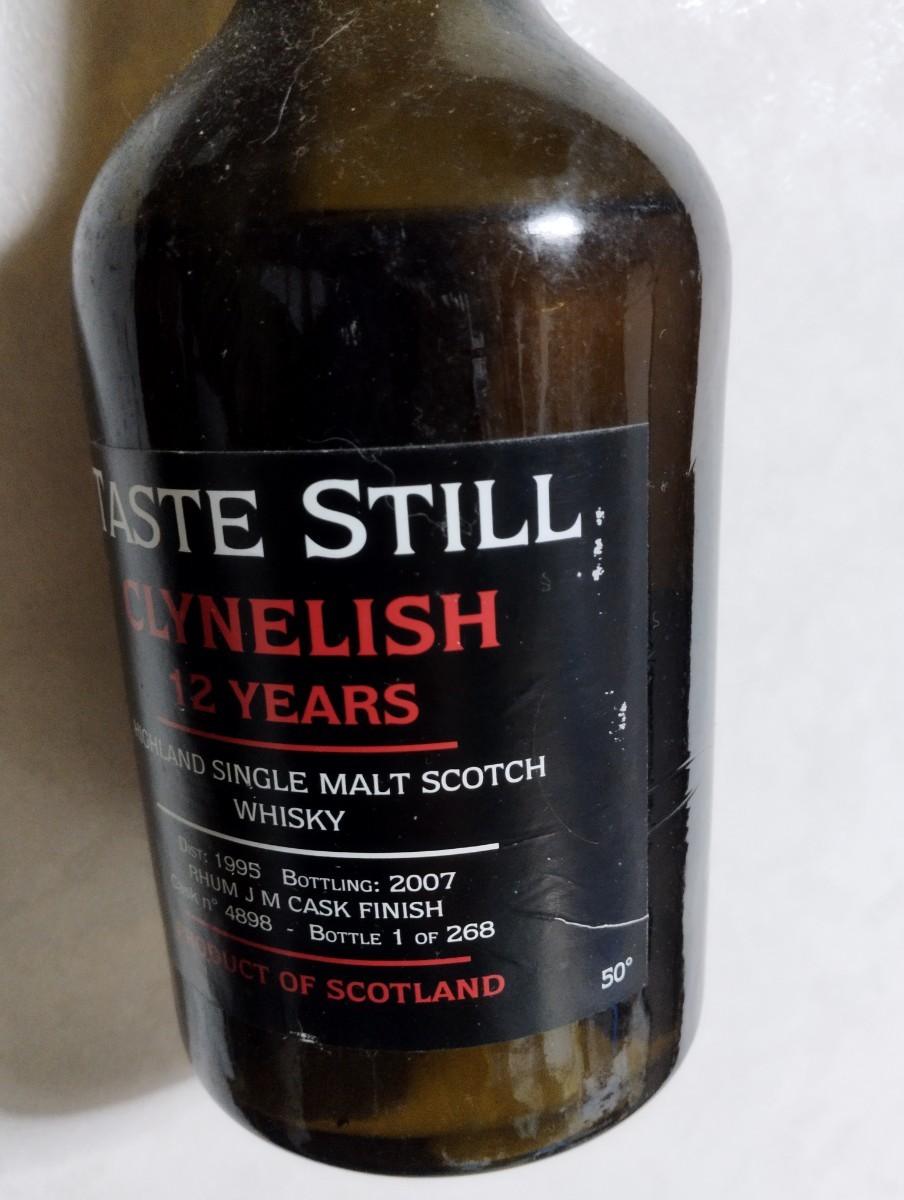 TASTE STILL
CLYNELISH
12 YEARS
HIGHLAND SINGLE MALT SCOTCH
WHISKY
DIST: 1995 BOTTLING: 2007
RHUM J M CASK FINISH
Cask n° 4898 - BOTTLE 1 OF 268
PRODUCT OF SCOTLAND
50°